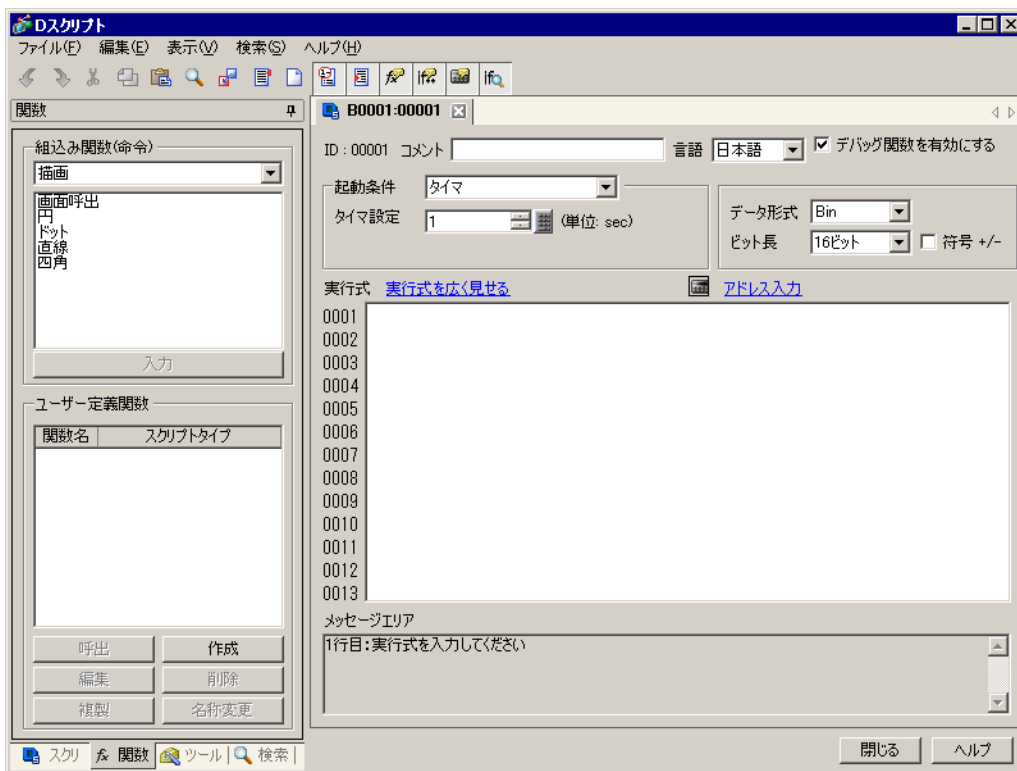 Dスクリプト
ファイル(F) 編集(E) 表示(V) 検索(S) ヘルプ(H)
関数
組込み関数(命令)
描画
画面呼出
円
ドット
直線
四角
入力
ユーザー定義関数
関数名 スクリプトタイプ
呼出 作成
編集 削除
複製 名称変更
スクリ 関数 ツール 検索
B0001:00001
ID : 00001 コメント 言語 日本語 デバッグ関数を有効にする
起動条件 タイマ
タイマ設定 1 (単位: sec)
データ形式 Bin
ビット長 16ビット 符号 +/-
実行式 実行式を広く見せる アドレス入力
0001
0002
0003
0004
0005
0006
0007
0008
0009
0010
0011
0012
0013
メッセージエリア
1行目:実行式を入力してください
閉じる ヘルプ